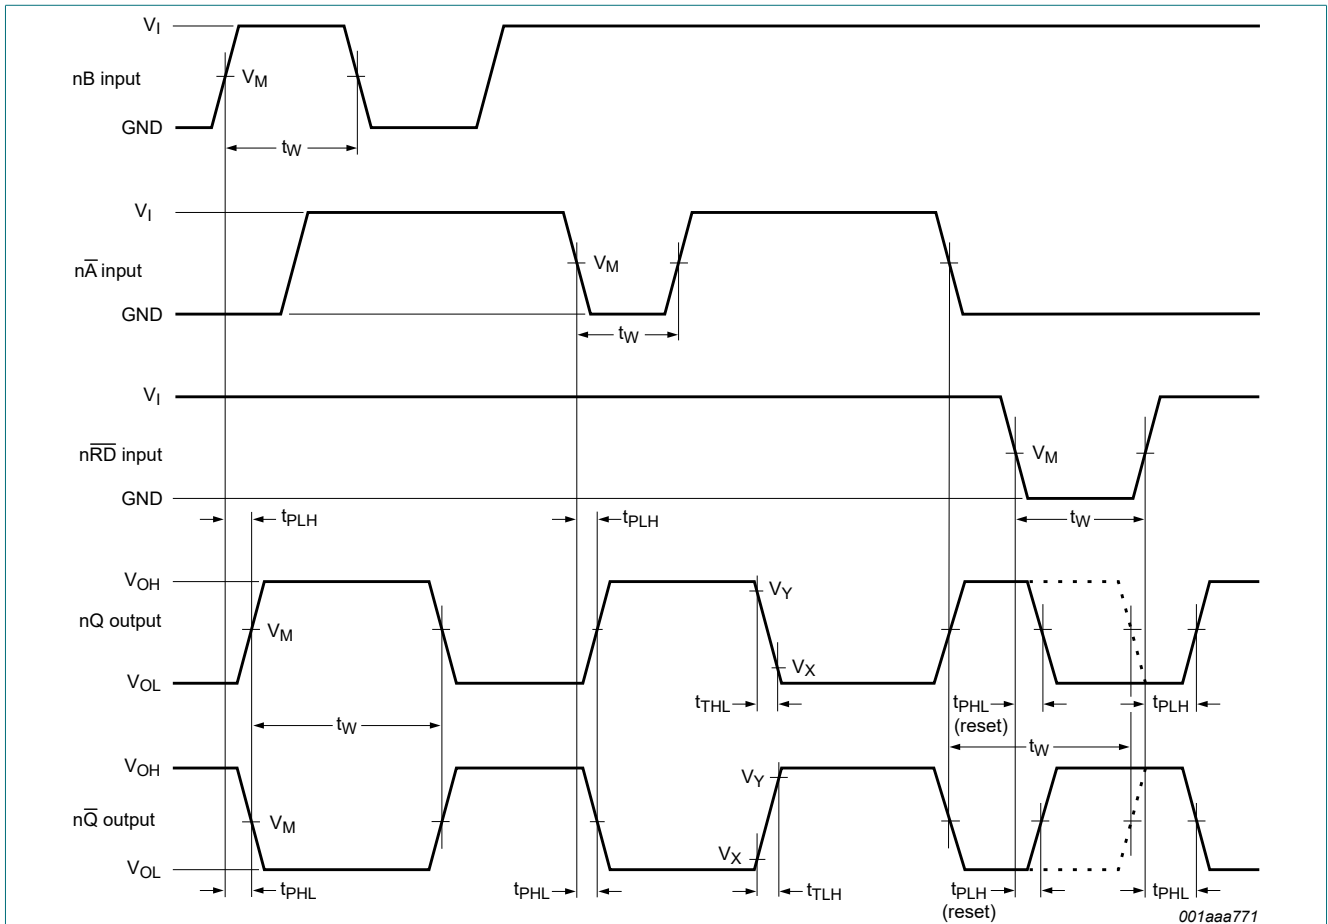 VI
nB input
VM
GND
tW
VI
nA̅ input
VM
GND
tW
VI
nR̅D̅ input
VM
GND
tW
tPLH
tPLH
VOH
nQ output
VM
VY
VX
VOL
tTHL
tPHL
(reset)
tPLH
tW
tW
VOH
nQ̅ output
VM
VY
VX
VOL
tPHL
tPHL
tTLH
tPLH
(reset)
tPHL
001aaa771